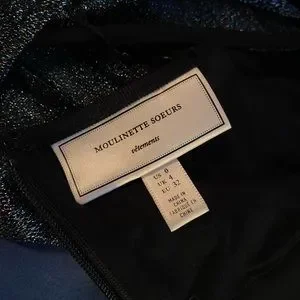 MOULINETTE SOEURS
vêtements
US 0
UK 4
EU 32
MADE IN
CHINA
FABRIQUÉ EN
CHINE